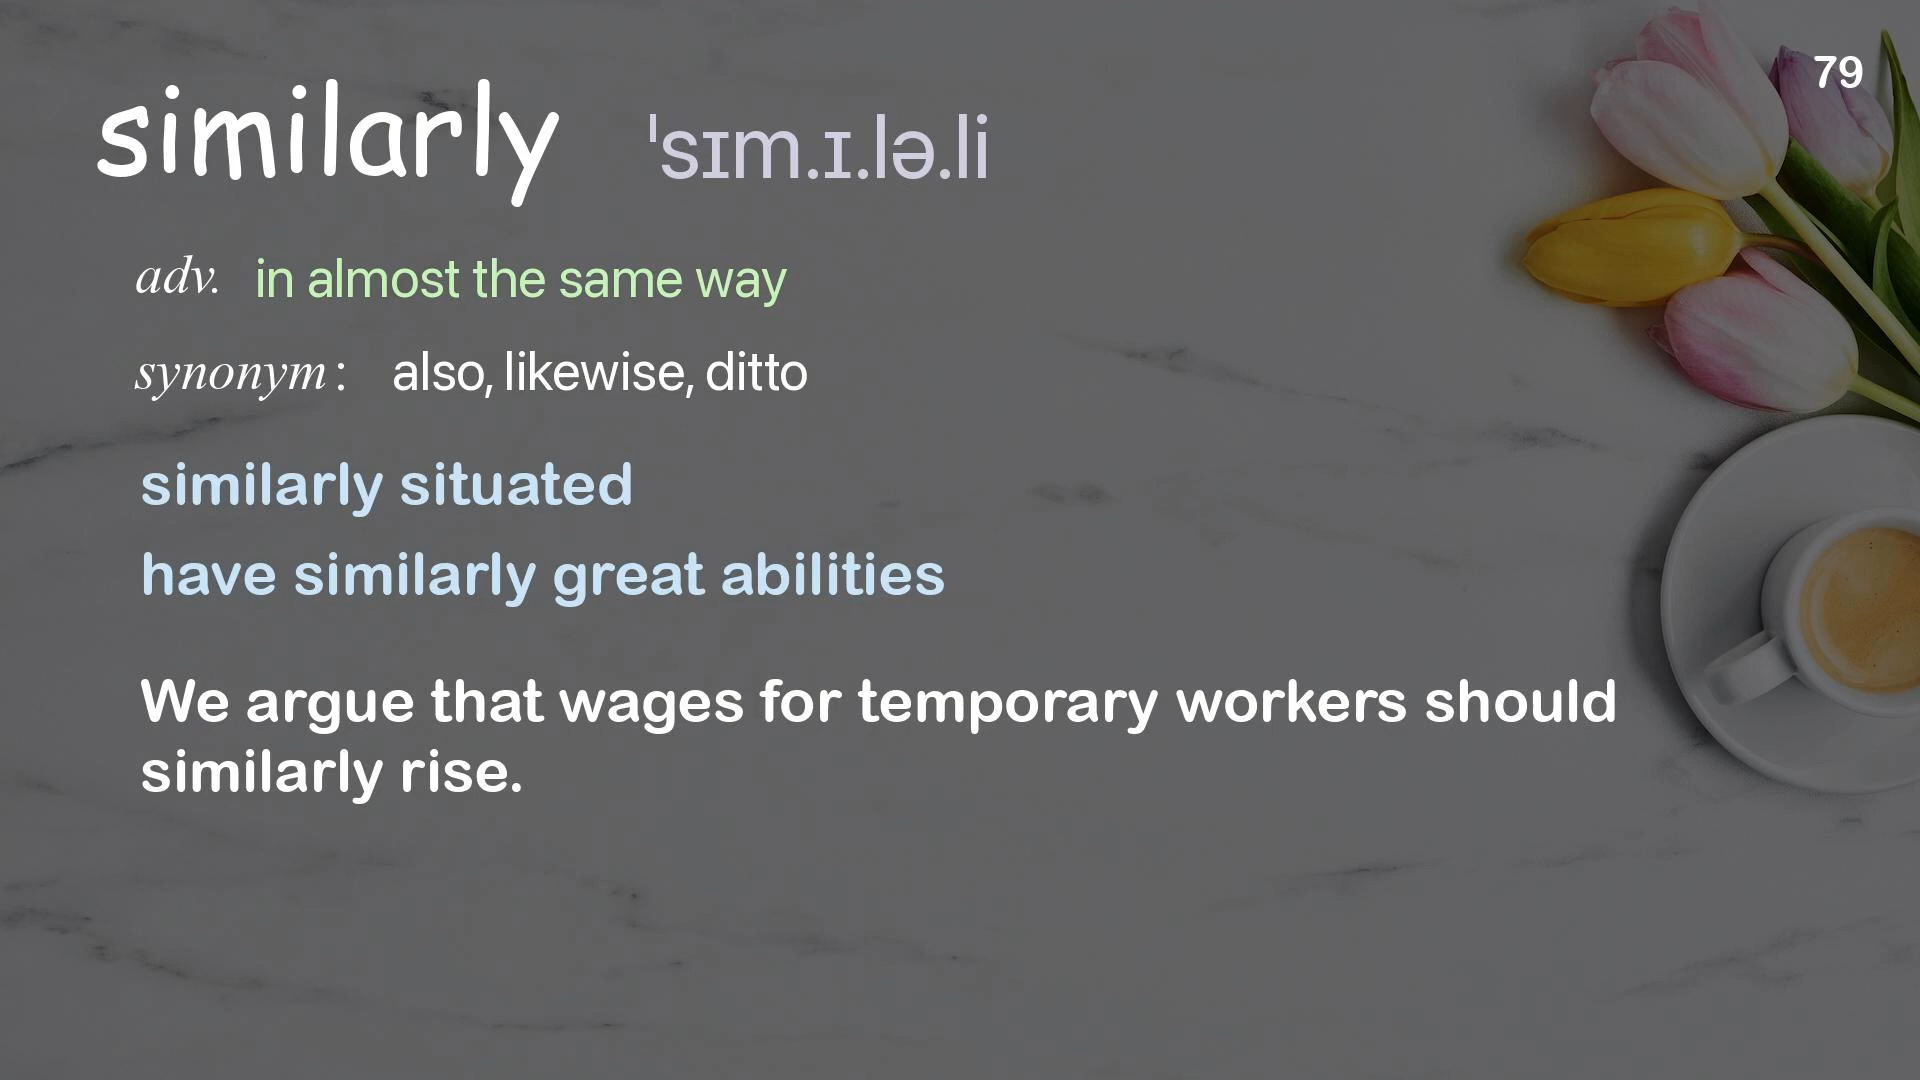 79
similarly ˈsɪm.ɪ.lə.li
adv. in almost the same way
synonym: also, likewise, ditto
similarly situated
have similarly great abilities
We argue that wages for temporary workers should
similarly rise.